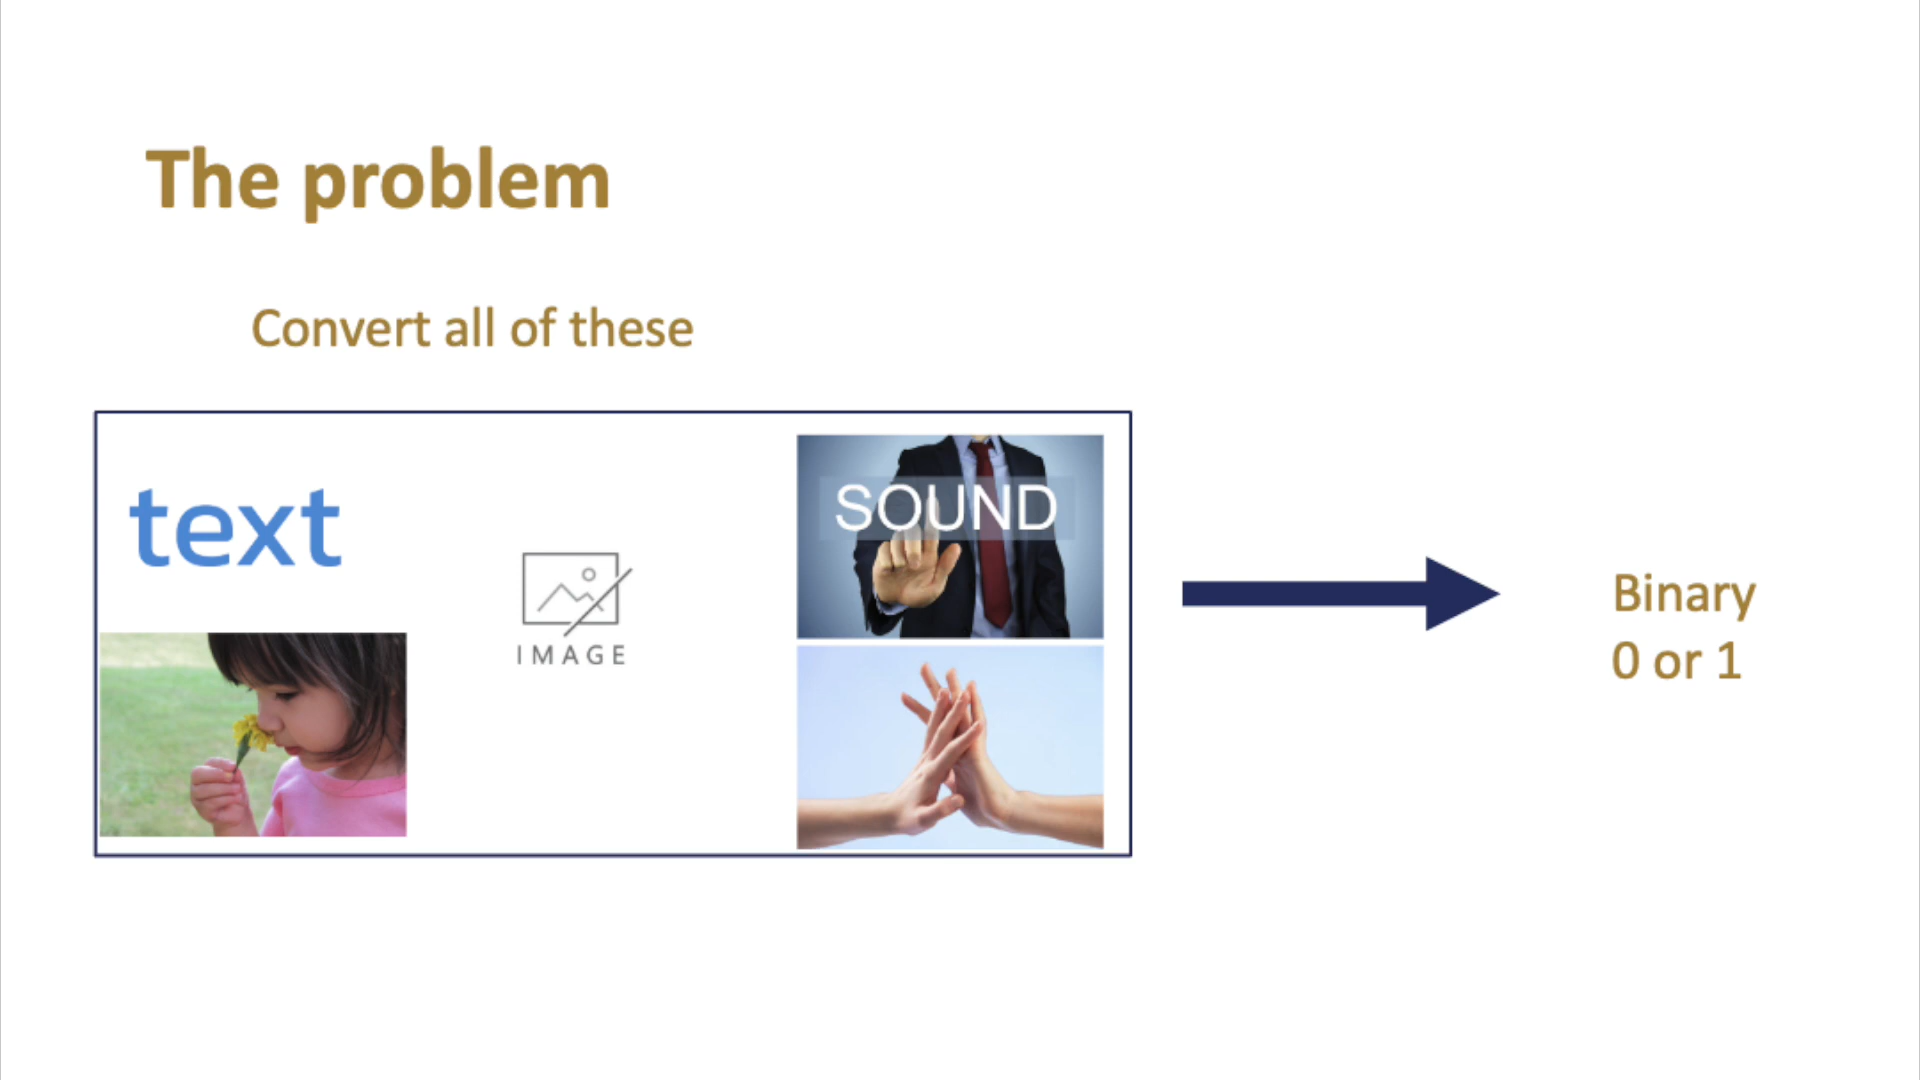 The problem
Convert all of these
text
IMAGE
SOUND
Binary
0 or 1